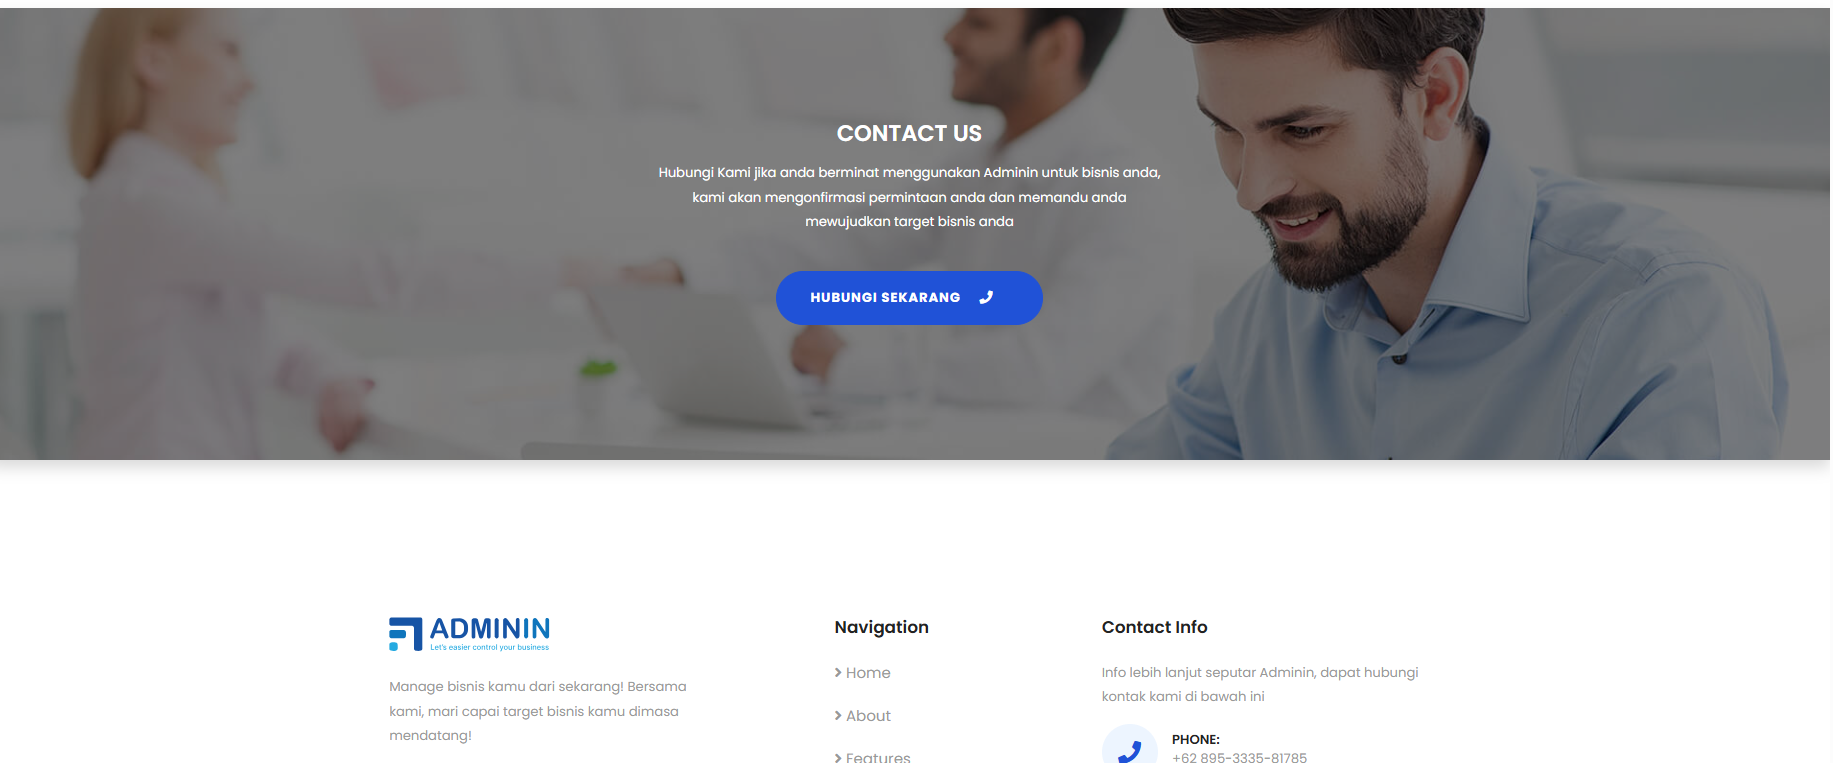 CONTACT US
Hubungi Kami jika anda berminat menggunakan Adminin untuk bisnis anda,
kami akan mengonfirmasi permintaan anda dan memandu anda
mewujudkan target bisnis anda
HUBUNGI SEKARANG
ADMININ
Let's easier control your business
Manage bisnis kamu dari sekarang! Bersama
kami, mari capai target bisnis kamu dimasa
mendatang!
Navigation
Home
About
Features
Contact Info
Info lebih lanjut seputar Adminin, dapat hubungi
kontak kami di bawah ini
PHONE:
+62 895-3335-81785